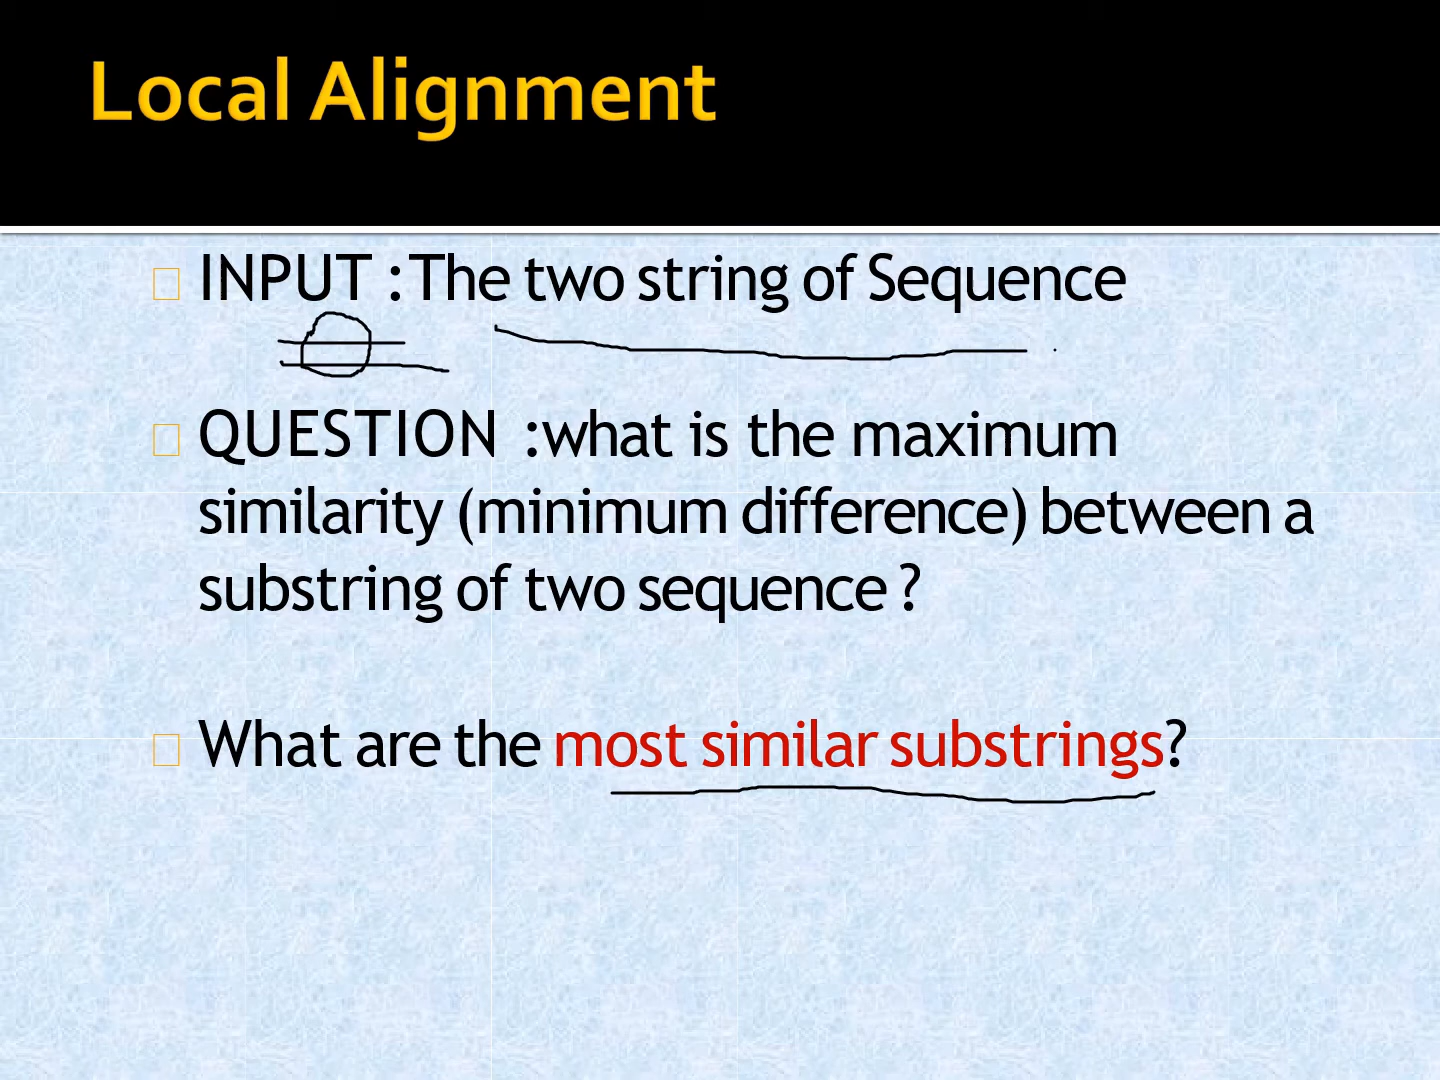 Local Alignment
INPUT : The two string of Sequence
QUESTION :what is the maximum
similarity (minimum difference) between a
substring of two sequence ?
What are the most similar substrings?